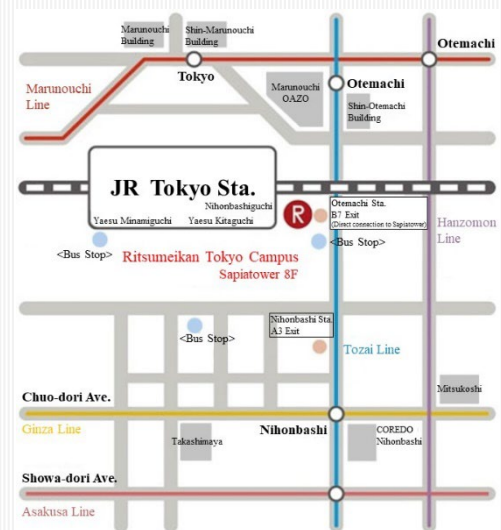 Marunouchi
Building
Shin-Marunouchi
Building
Otemachi
Tokyo
Marunouchi
Line
Marunouchi
OAZO
Otemachi
Shin-Otemachi
Building
JR Tokyo Sta.
Nihonbashiguchi
Yaesu Minamiguchi
Yaesu Kitaguchi
R
Otemachi Sta.
B7 Exit
(Direct connection to Sapiatower)
Hanzomon
Line
<Bus Stop>
Ritsumeikan Tokyo Campus
Sapiatower 8F
<Bus Stop>
<Bus Stop>
Nihonbashi Sta.
A3 Exit
Tozai Line
Mitsukoshi
Chuo-dori Ave.
Ginza Line
Takashimaya
Nihonbashi
COREDO
Nihonbashi
Showa-dori Ave.
Asakusa Line